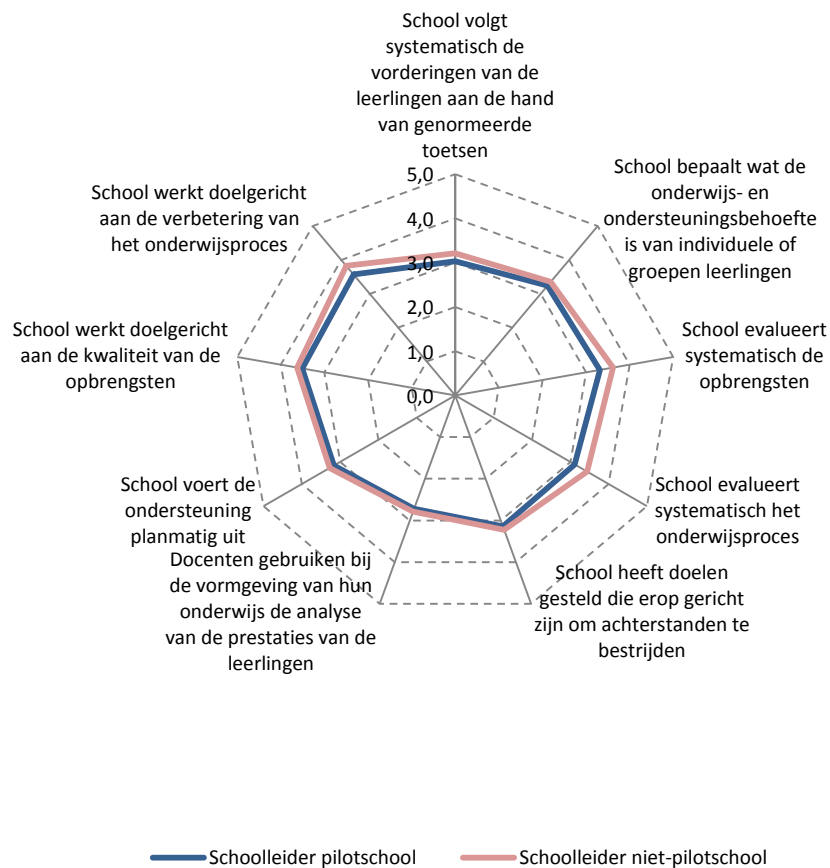 School volgt
systematisch de
vorderingen van de
leerlingen aan de hand
van genormeerde
toetsen
School bepaalt wat de
onderwijs- en
ondersteuningsbehoefte
is van individuele of
groepen leerlingen
School evalueert
systematisch de
opbrengsten
School evalueert
systematisch het
onderwijsproces
School heeft doelen
gesteld die erop gericht
zijn om achterstanden te
bestrijden
Docenten gebruiken bij
de vormgeving van hun
onderwijs de analyse
van de prestaties van de
leerlingen
School voert de
ondersteuning
planmatig uit
School werkt doelgericht
aan de kwaliteit van de
opbrengsten
School werkt doelgericht
aan de verbetering van
het onderwijsproces
5,0
4,0
3,0
2,0
1,0
0,0
Schoolleider pilotschool
Schoolleider niet-pilotschool